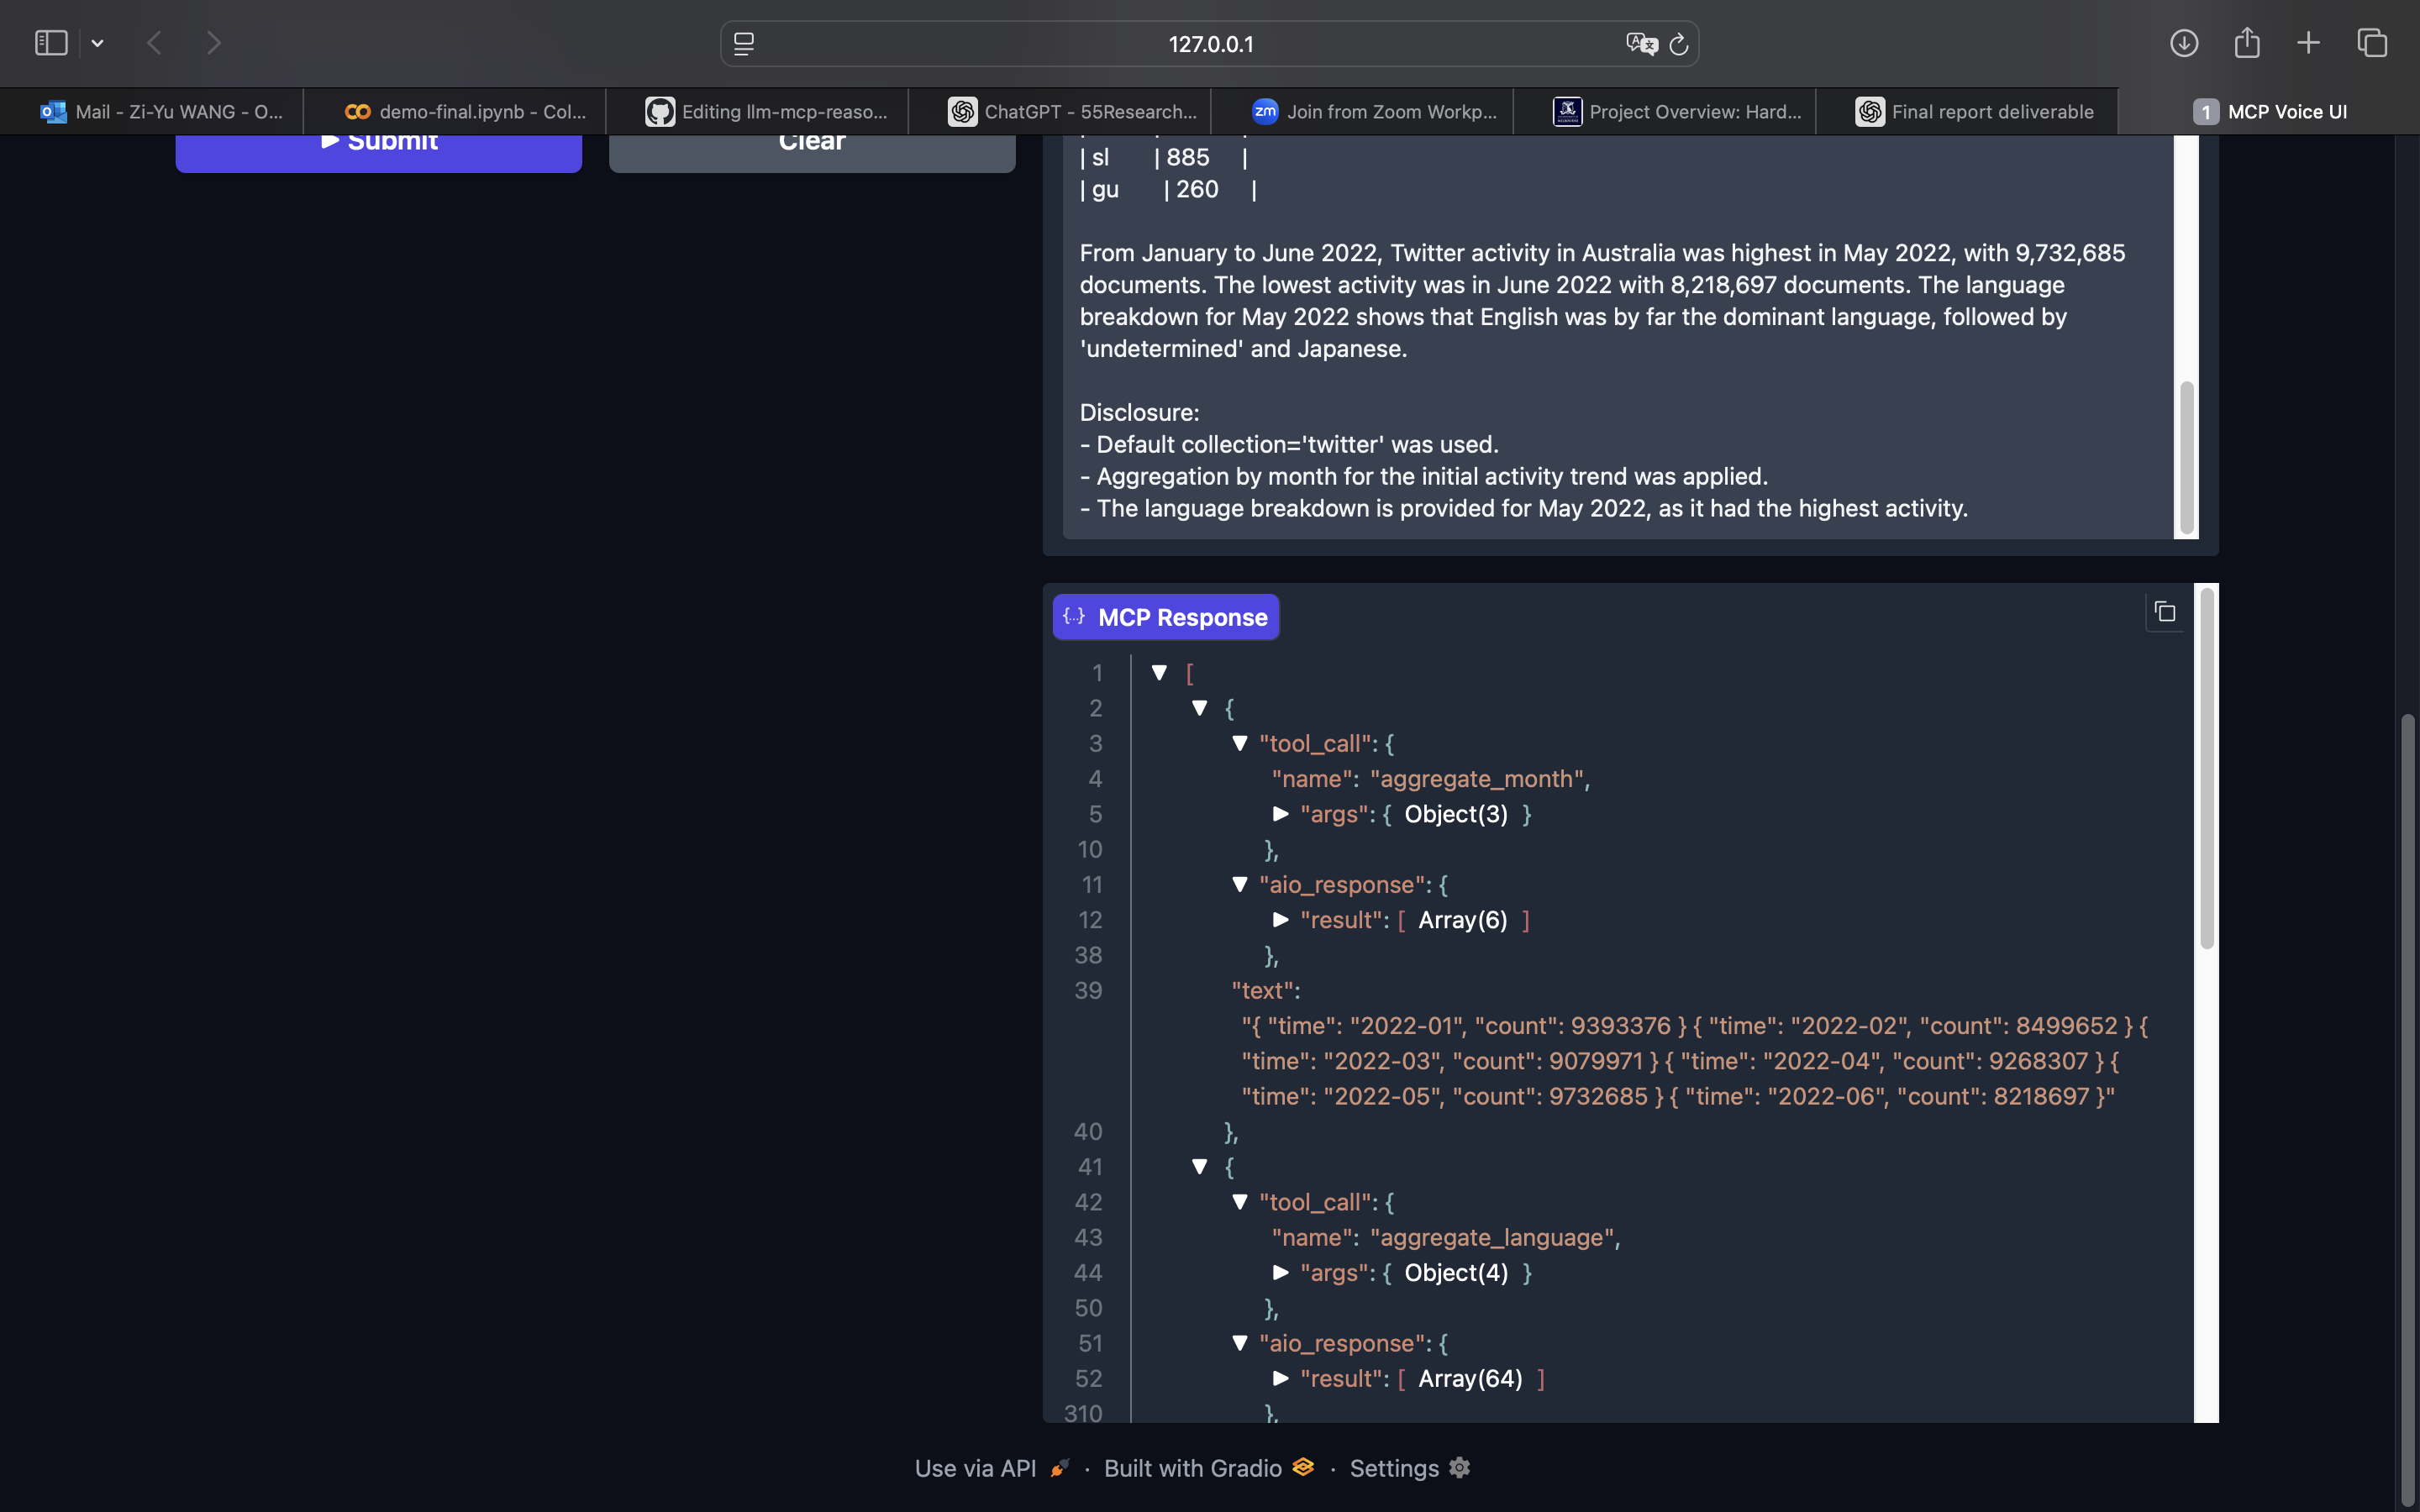 127.0.0.1
Mail - Zi-Yu WANG - O...
demo-final.ipynb - Col...
Editing llm-mcp-reaso...
ChatGPT - 55Research...
zm Join from Zoom Workp...
Project Overview: Hard...
Final report deliverable
1 MCP Voice UI
Submit
Clear
| sl | 885 |
| gu | 260 |
From January to June 2022, Twitter activity in Australia was highest in May 2022, with 9,732,685
documents. The lowest activity was in June 2022 with 8,218,697 documents. The language
breakdown for May 2022 shows that English was by far the dominant language, followed by
'undetermined' and Japanese.
Disclosure:
- Default collection='twitter' was used.
- Aggregation by month for the initial activity trend was applied.
- The language breakdown is provided for May 2022, as it had the highest activity.
{...} MCP Response
1 [
2 {
3 "tool_call": {
4 "name": "aggregate_month",
5 "args": { Object(3) }
10 },
11 "aio_response": {
12 "result": [ Array(6) ]
38 },
39 "text":
"{ "time": "2022-01", "count": 9393376 } { "time": "2022-02", "count": 8499652 } {
"time": "2022-03", "count": 9079971 } { "time": "2022-04", "count": 9268307 } {
"time": "2022-05", "count": 9732685 } { "time": "2022-06", "count": 8218697 }"
40 },
41 {
42 "tool_call": {
43 "name": "aggregate_language",
44 "args": { Object(4) }
50 },
51 "aio_response": {
52 "result": [ Array(64) ]
310 },
Use via API · Built with Gradio · Settings